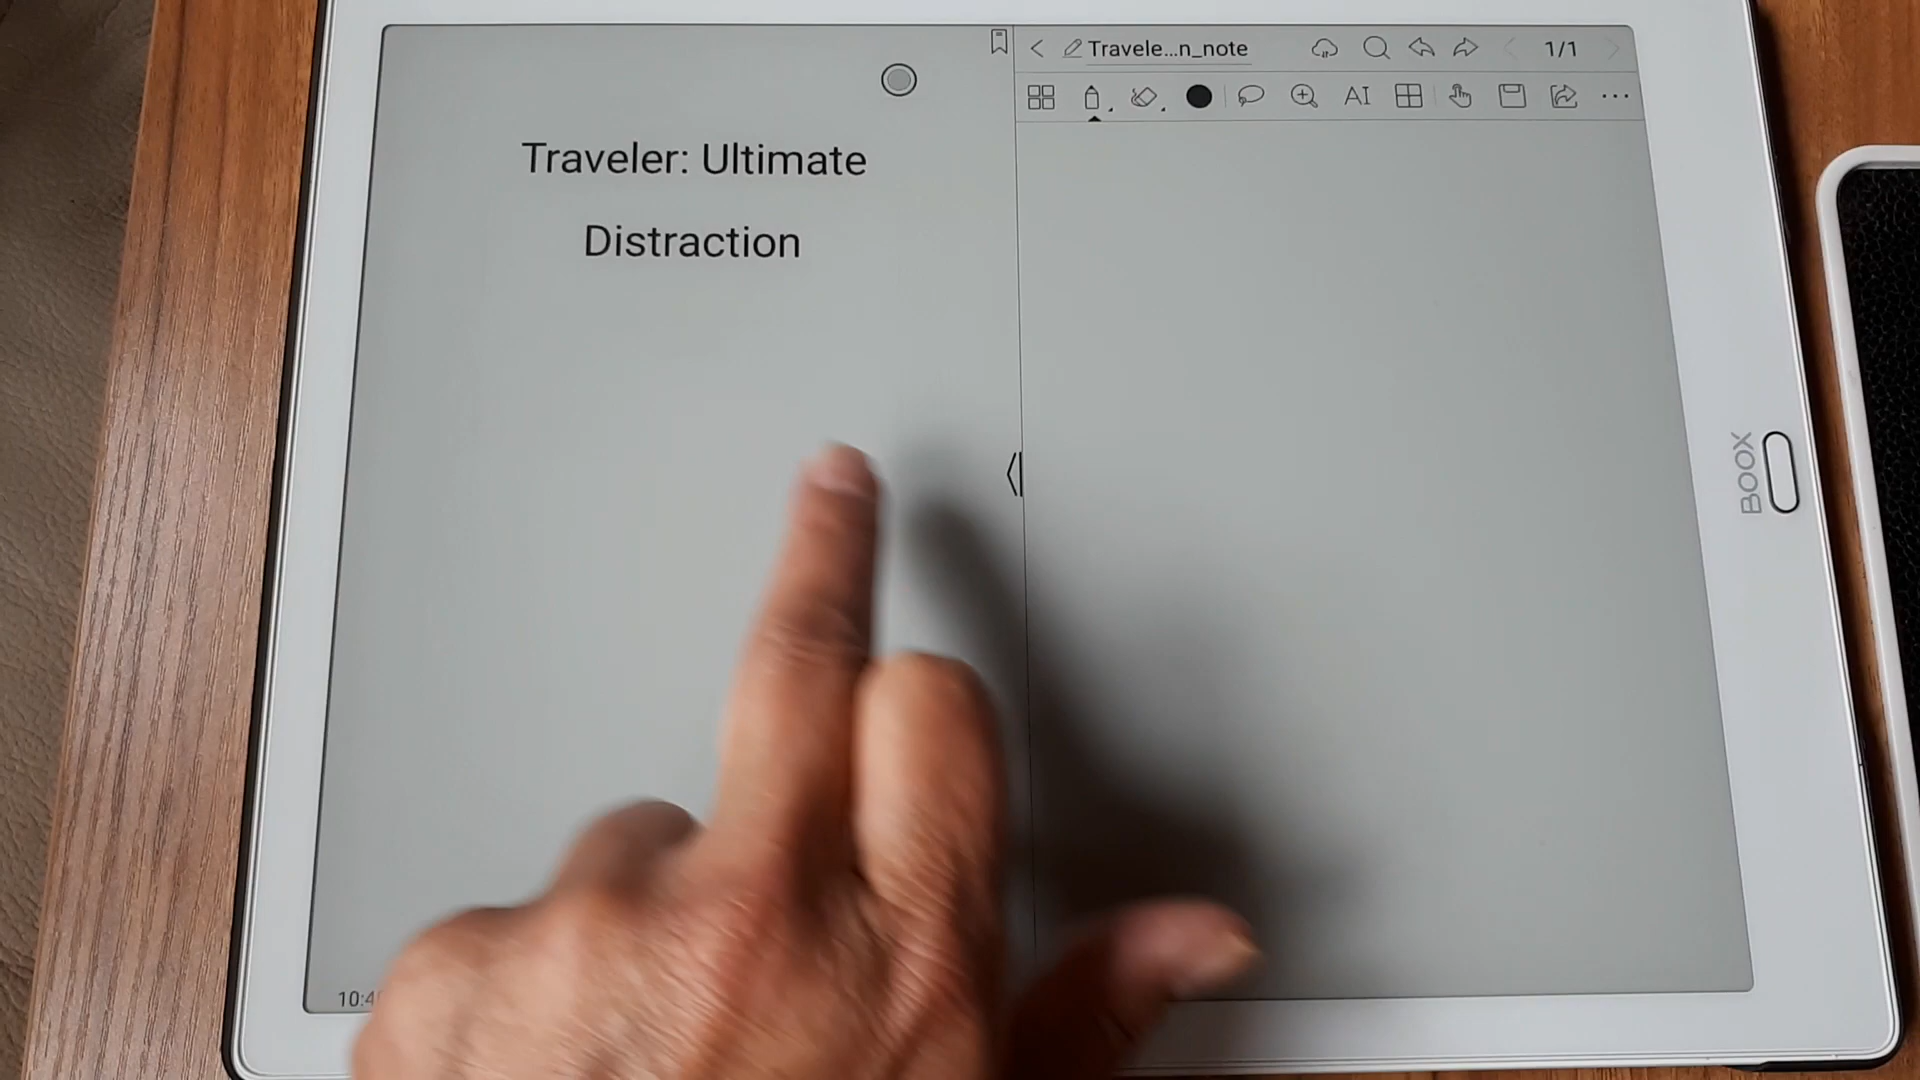 Traveler: Ultimate
Distraction
Travele...n_note
1/1
AI
BOOX